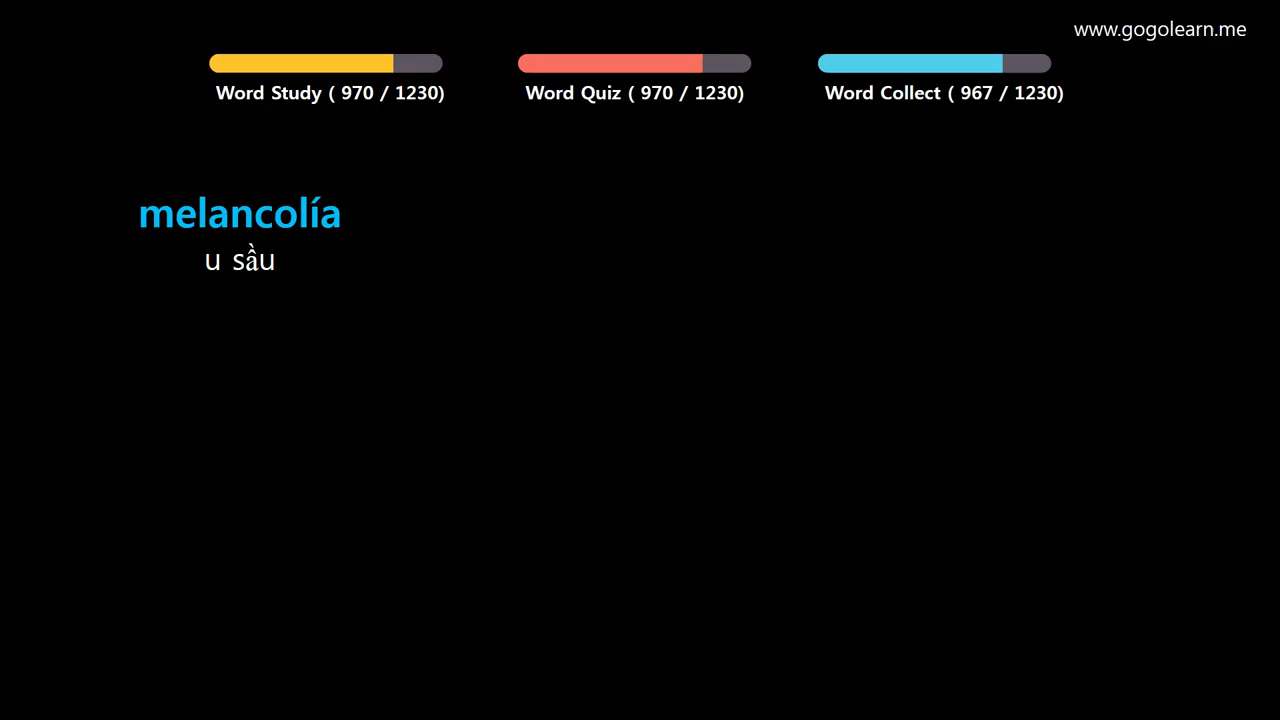 www.gogolearn.me
Word Study ( 970 / 1230)
Word Quiz ( 970 / 1230)
Word Collect ( 967 / 1230)
melancolía
u sầu